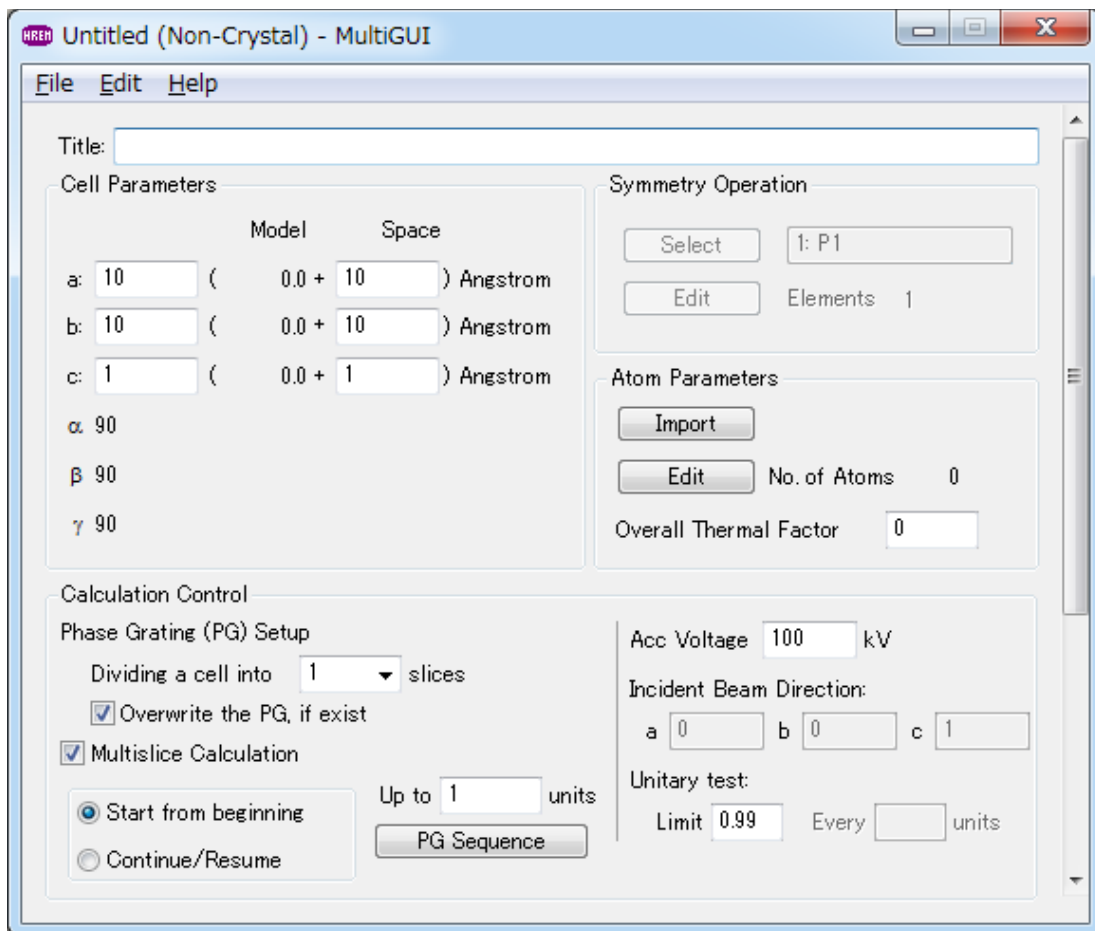 HREM Untitled (Non-Crystal) - MultiGUI
File Edit Help
Title:
Cell Parameters
Model Space
a: 10 ( 0.0 + 10 ) Angstrom
b: 10 ( 0.0 + 10 ) Angstrom
c: 1 ( 0.0 + 1 ) Angstrom
α 90
β 90
γ 90
Symmetry Operation
Select 1: P1
Edit Elements 1
Atom Parameters
Import
Edit No. of Atoms 0
Overall Thermal Factor 0
Calculation Control
Phase Grating (PG) Setup
Dividing a cell into 1 slices
Overwrite the PG, if exist
Multislice Calculation
Start from beginning
Continue/Resume
Up to 1 units
PG Sequence
Acc Voltage 100 kV
Incident Beam Direction:
a 0 b 0 c 1
Unitary test:
Limit 0.99 Every units